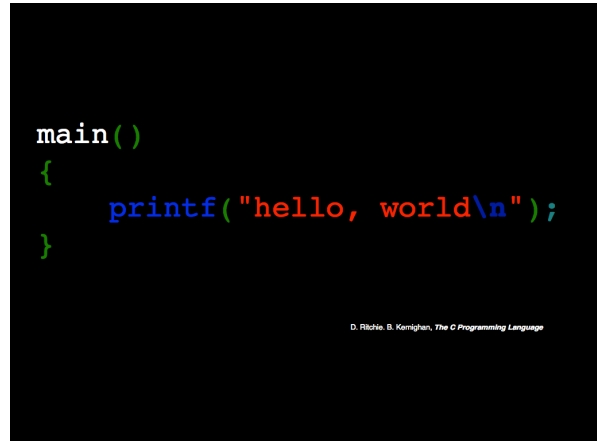 main()
{
    printf("hello, world\n");
}
D. Ritchie. B. Kernighan, The C Programming Language